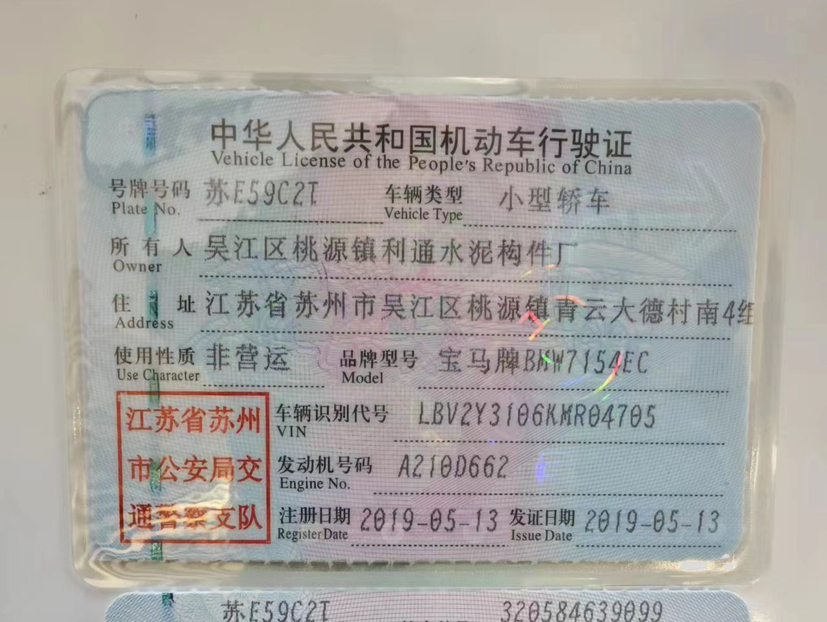 中华人民共和国机动车行驶证
Vehicle License of the People's Republic of China
号牌号码 苏E59C2T 车辆类型 小型轿车
Plate No. Vehicle Type
所有人 吴江区桃源镇利通水泥构件厂
Owner
住址 江苏省苏州市吴江区桃源镇青云大德村南4组
Address
使用性质 非营运 品牌型号 宝马牌BMW7154EC
Use Character Model
江苏省苏州 车辆识别代号 LBV2Y3106KMR04705
VIN
市公安局交 发动机号码 A210D662
Engine No.
通警察支队 注册日期 2019-05-13 发证日期 2019-05-13
Register Date Issue Date
苏E59C2T 320584639099